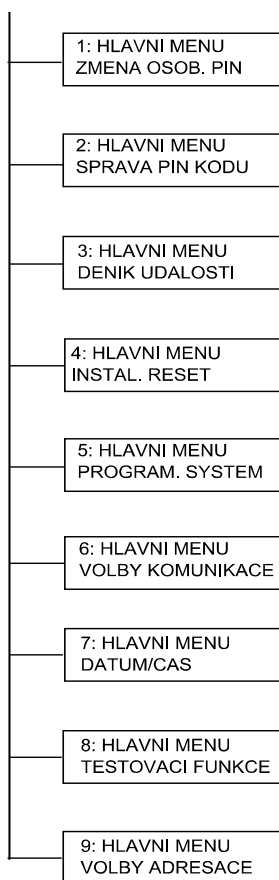 1: HLAVNI MENU
ZMENA OSOB. PIN
2: HLAVNI MENU
SPRAVA PIN KODU
3: HLAVNI MENU
DENIK UDALOSTI
4: HLAVNI MENU
INSTAL. RESET
5: HLAVNI MENU
PROGRAM. SYSTEM
6: HLAVNI MENU
VOLBY KOMUNIKACE
7: HLAVNI MENU
DATUM/CAS
8: HLAVNI MENU
TESTOVACI FUNKCE
9: HLAVNI MENU
VOLBY ADRESACE